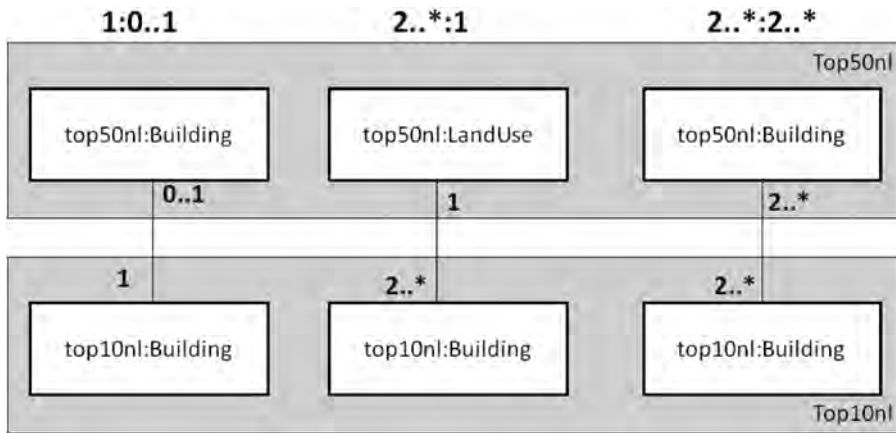 1:0..1 2..*:1 2..*:2..*
Top50nl
top50nl:Building top50nl:LandUse top50nl:Building
0..1 1 2..*
1 2..* 2..*
top10nl:Building top10nl:Building top10nl:Building
Top10nl